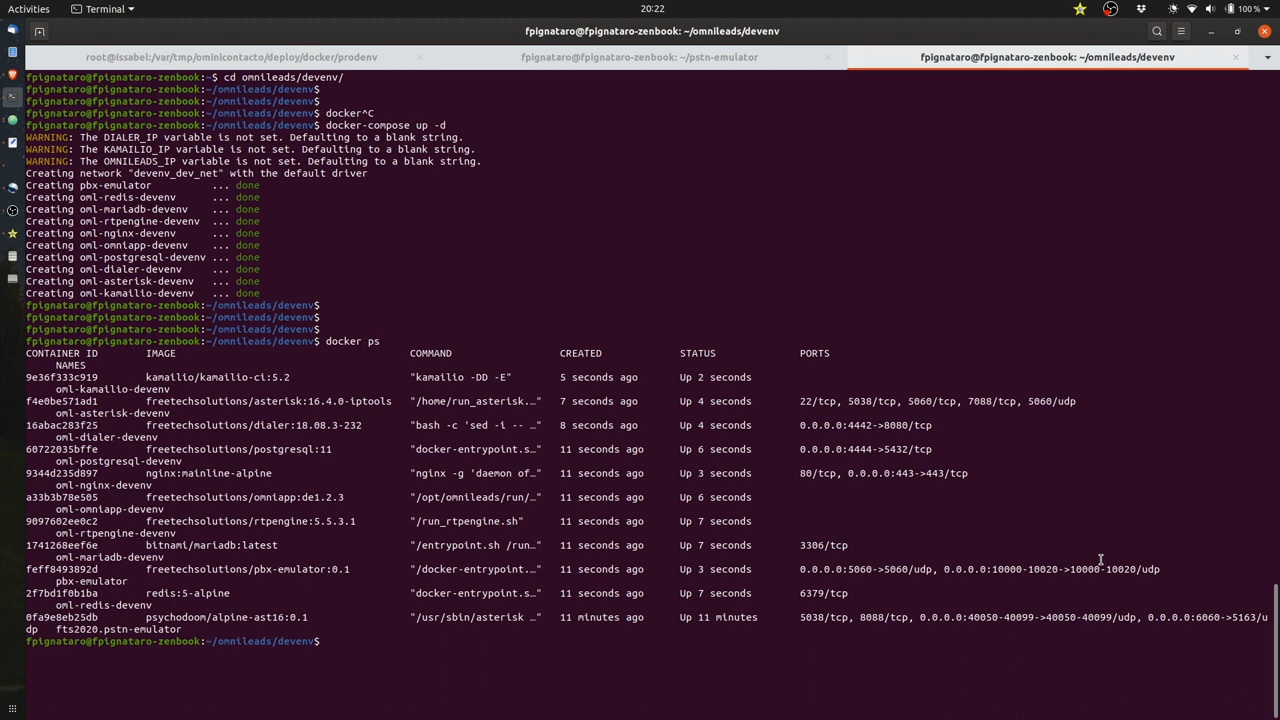 Activities Terminal 20:22 100 %
fpignataro@fpignataro-zenbook: ~/omnileads/devenv
root@issabel:/var/tmp/ominicontacto/deploy/docker/prodenv × fpignataro@fpignataro-zenbook: ~/pstn-emulator × fpignataro@fpignataro-zenbook: ~/omnileads/devenv ×
fpignataro@fpignataro-zenbook:~$ cd omnileads/devenv/
fpignataro@fpignataro-zenbook:~/omnileads/devenv$
fpignataro@fpignataro-zenbook:~/omnileads/devenv$
fpignataro@fpignataro-zenbook:~/omnileads/devenv$ docker^C
fpignataro@fpignataro-zenbook:~/omnileads/devenv$ docker-compose up -d
WARNING: The DIALER_IP variable is not set. Defaulting to a blank string.
WARNING: The KAMAILIO_IP variable is not set. Defaulting to a blank string.
WARNING: The OMNILEADS_IP variable is not set. Defaulting to a blank string.
Creating network "devenv_dev_net" with the default driver
Creating pbx-emulator ... done
Creating oml-redis-devenv ... done
Creating oml-mariadb-devenv ... done
Creating oml-rtpengine-devenv ... done
Creating oml-nginx-devenv ... done
Creating oml-omniapp-devenv ... done
Creating oml-postgresql-devenv ... done
Creating oml-dialer-devenv ... done
Creating oml-asterisk-devenv ... done
Creating oml-kamailio-devenv ... done
fpignataro@fpignataro-zenbook:~/omnileads/devenv$
fpignataro@fpignataro-zenbook:~/omnileads/devenv$
fpignataro@fpignataro-zenbook:~/omnileads/devenv$
fpignataro@fpignataro-zenbook:~/omnileads/devenv$ docker ps
CONTAINER ID IMAGE COMMAND CREATED STATUS PORTS
NAMES
9e36f333c919 kamailio/kamailio-ci:5.2 "kamailio -DD -E" 5 seconds ago Up 2 seconds
oml-kamailio-devenv
f4e0be571ad1 freetechsolutions/asterisk:16.4.0-iptools "/home/run_asterisk.…" 7 seconds ago Up 4 seconds 22/tcp, 5038/tcp, 5060/tcp, 7088/tcp, 5060/udp
oml-asterisk-devenv
16abac283f25 freetechsolutions/dialer:18.08.3-232 "bash -c 'sed -i -- …" 8 seconds ago Up 4 seconds 0.0.0.0:4442->8080/tcp
oml-dialer-devenv
60722035bffe freetechsolutions/postgresql:11 "docker-entrypoint.s…" 11 seconds ago Up 6 seconds 0.0.0.0:4444->5432/tcp
oml-postgresql-devenv
9344d235d897 nginx:mainline-alpine "nginx -g 'daemon of…" 11 seconds ago Up 3 seconds 80/tcp, 0.0.0.0:443->443/tcp
oml-nginx-devenv
a33b3b78e505 freetechsolutions/omniapp:de1.2.3 "/opt/omnileads/run/…" 11 seconds ago Up 6 seconds
oml-omniapp-devenv
9097602ee0c2 freetechsolutions/rtpengine:5.5.3.1 "/run_rtpengine.sh" 11 seconds ago Up 7 seconds
oml-rtpengine-devenv
1741268eef6e bitnami/mariadb:latest "/entrypoint.sh /run…" 11 seconds ago Up 7 seconds 3306/tcp
oml-mariadb-devenv
feff8493892d freetechsolutions/pbx-emulator:0.1 "/docker-entrypoint.…" 11 seconds ago Up 3 seconds 0.0.0.0:5060->5060/udp, 0.0.0.0:10000-10020->10000-10020/udp
pbx-emulator
2f7bd1f0b1ba redis:5-alpine "docker-entrypoint.s…" 11 seconds ago Up 7 seconds 6379/tcp
oml-redis-devenv
0fa9e8eb25db psychodoom/alpine-ast16:0.1 "/usr/sbin/asterisk …" 11 minutes ago Up 11 minutes 5038/tcp, 8088/tcp, 0.0.0.0:40050-40099->40050-40099/udp, 0.0.0.0:6060->5163/u
dp fts2020.pstn-emulator
fpignataro@fpignataro-zenbook:~/omnileads/devenv$